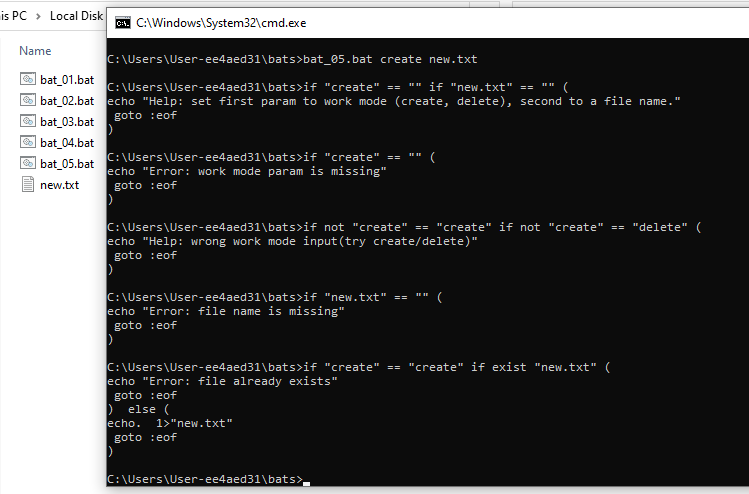 is PC > Local Disk
C:\Windows\System32\cmd.exe
Name
bat_01.bat
bat_02.bat
bat_03.bat
bat_04.bat
bat_05.bat
new.txt
C:\Users\User-ee4aed31\bats>bat_05.bat create new.txt
C:\Users\User-ee4aed31\bats>if "create" == "" if "new.txt" == "" (
echo "Help: set first param to work mode (create, delete), second to a file name."
 goto :eof
)
C:\Users\User-ee4aed31\bats>if "create" == "" (
echo "Error: work mode param is missing"
 goto :eof
)
C:\Users\User-ee4aed31\bats>if not "create" == "create" if not "create" == "delete" (
echo "Help: wrong work mode input(try create/delete)"
 goto :eof
)
C:\Users\User-ee4aed31\bats>if "new.txt" == "" (
echo "Error: file name is missing"
 goto :eof
)
C:\Users\User-ee4aed31\bats>if "create" == "create" if exist "new.txt" (
echo "Error: file already exists"
 goto :eof
)  else (
echo.  1>"new.txt"
 goto :eof
)
C:\Users\User-ee4aed31\bats>